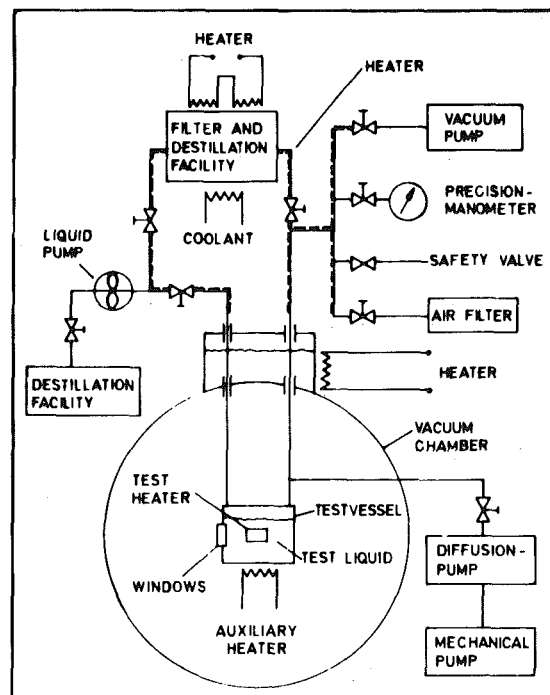 HEATER
HEATER
FILTER AND
DESTILLATION
FACILITY
VACUUM
PUMP
PRECISION-
MANOMETER
COOLANT
LIQUID
PUMP
SAFETY VALVE
AIR FILTER
DESTILLATION
FACILITY
HEATER
VACUUM
CHAMBER
TEST
HEATER
TESTVESSEL
TEST LIQUID
WINDOWS
DIFFUSION-
PUMP
AUXILIARY
HEATER
MECHANICAL
PUMP